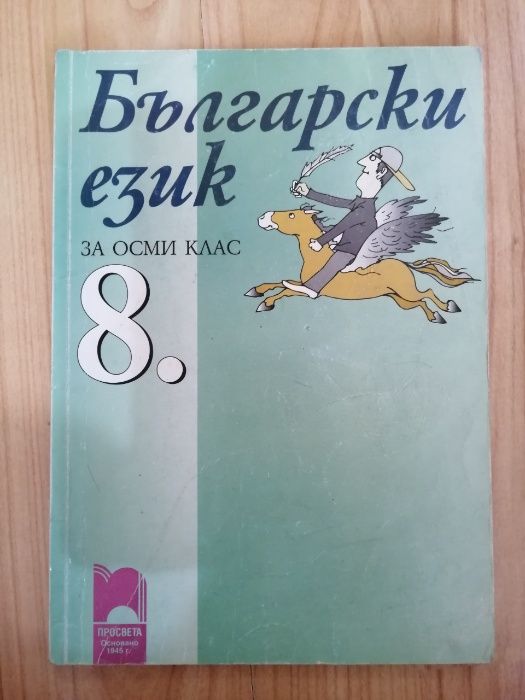 Български
език
ЗА ОСМИ КЛАС
8.
ПРОСВЕТА
Основано
1945 г.